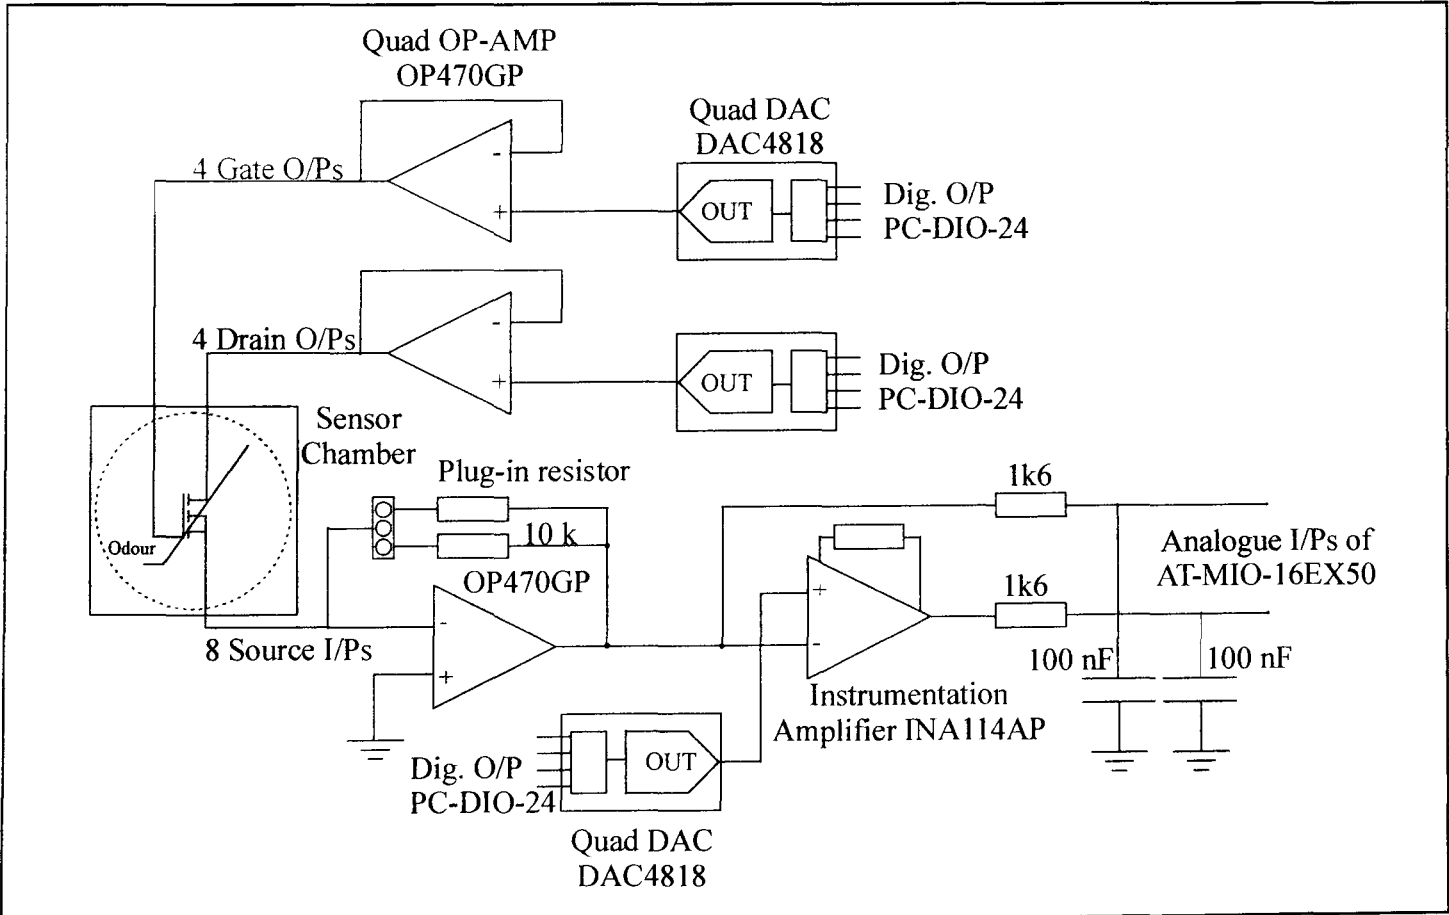 Quad OP-AMP
OP470GP
Quad DAC
DAC4818
4 Gate O/Ps
-
+
OUT
Dig. O/P
PC-DIO-24
4 Drain O/Ps
-
+
OUT
Dig. O/P
PC-DIO-24
Sensor
Chamber
Odour
Plug-in resistor
10 k
OP470GP
8 Source I/Ps
-
+
1k6
1k6
+
-
Analogue I/Ps of
AT-MIO-16EX50
100 nF
100 nF
Instrumentation
Amplifier INA114AP
OUT
Dig. O/P
PC-DIO-24
Quad DAC
DAC4818